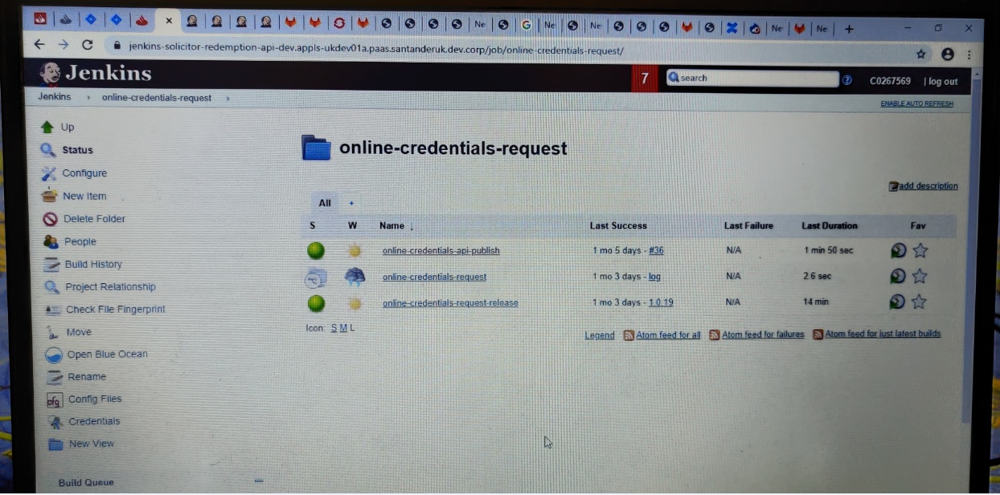 Ne
Ne
Ne
Ne
Ne
jenkins-solicitor-redemption-api-dev.appls-ukdev01a.paas.santanderuk.dev.corp/job/online-credentials-request/
Jenkins
7
search
C0267569 | log out
Jenkins › online-credentials-request ›
ENABLE AUTO REFRESH
Up
Status
Configure
New Item
Delete Folder
People
Build History
Project Relationship
Check File Fingerprint
Move
Open Blue Ocean
Rename
Config Files
Credentials
New View
Build Queue
online-credentials-request
add description
All +
S W Name ↓ Last Success Last Failure Last Duration Fav
online-credentials-api-publish 1 mo 5 days - #36 N/A 1 min 50 sec
online-credentials-request 1 mo 3 days - log N/A 2.6 sec
online-credentials-request-release 1 mo 3 days - 1.0.19 N/A 14 min
Icon: S M L
Legend Atom feed for all Atom feed for failures Atom feed for just latest builds
cfg